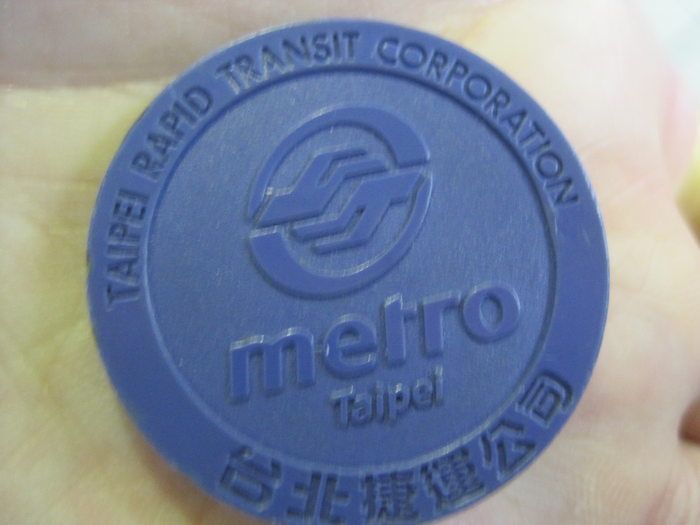 TAIPEI RAPID TRANSIT CORPORATION
metro
Taipei
台北捷運公司